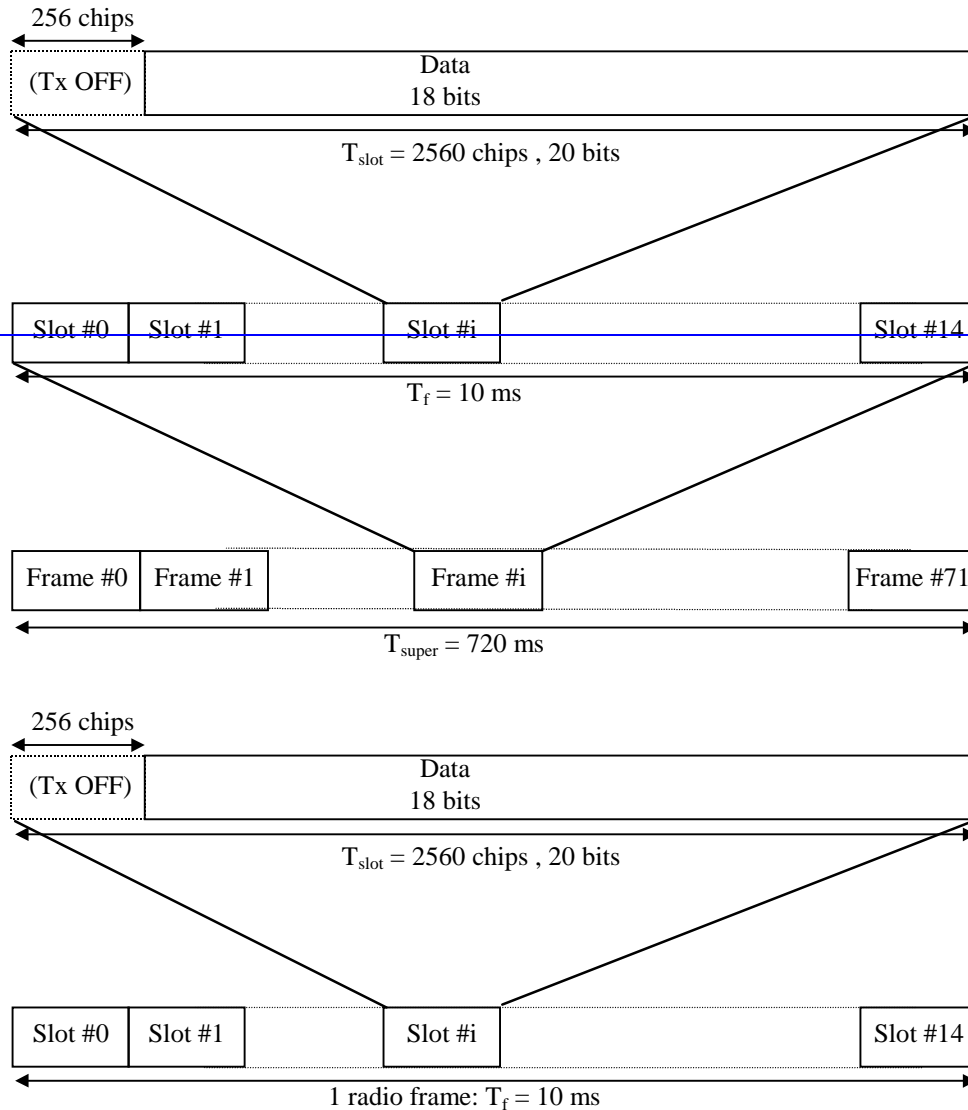 256 chips
(Tx OFF)
Data
18 bits
T_slot = 2560 chips , 20 bits
Slot #0 Slot #1 Slot #i Slot #14
T_f = 10 ms
Frame #0 Frame #1 Frame #i Frame #71
T_super = 720 ms
256 chips
(Tx OFF)
Data
18 bits
T_slot = 2560 chips , 20 bits
Slot #0 Slot #1 Slot #i Slot #14
1 radio frame: T_f = 10 ms